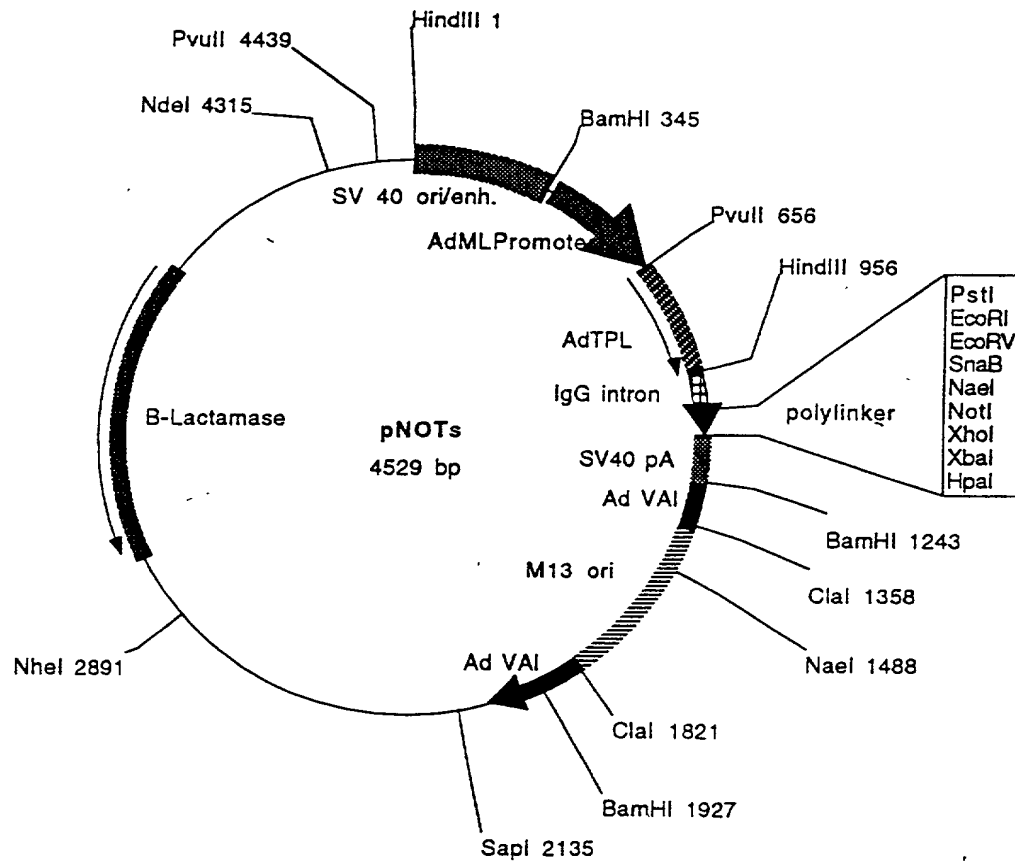 HindIII 1
PvuII 4439
NdeI 4315
BamHI 345
SV 40 ori/enh.
PvuII 656
AdMLPromote
HindIII 956
PstI
EcoRI
EcoRV
SnaB
NaeI
NotI
XhoI
XbaI
HpaI
AdTPL
IgG intron
polylinker
B-Lactamase
pNOTs
4529 bp
SV40 pA
Ad VAI
BamHI 1243
M13 ori
ClaI 1358
NheI 2891
Ad VAI
NaeI 1488
ClaI 1821
BamHI 1927
SapI 2135